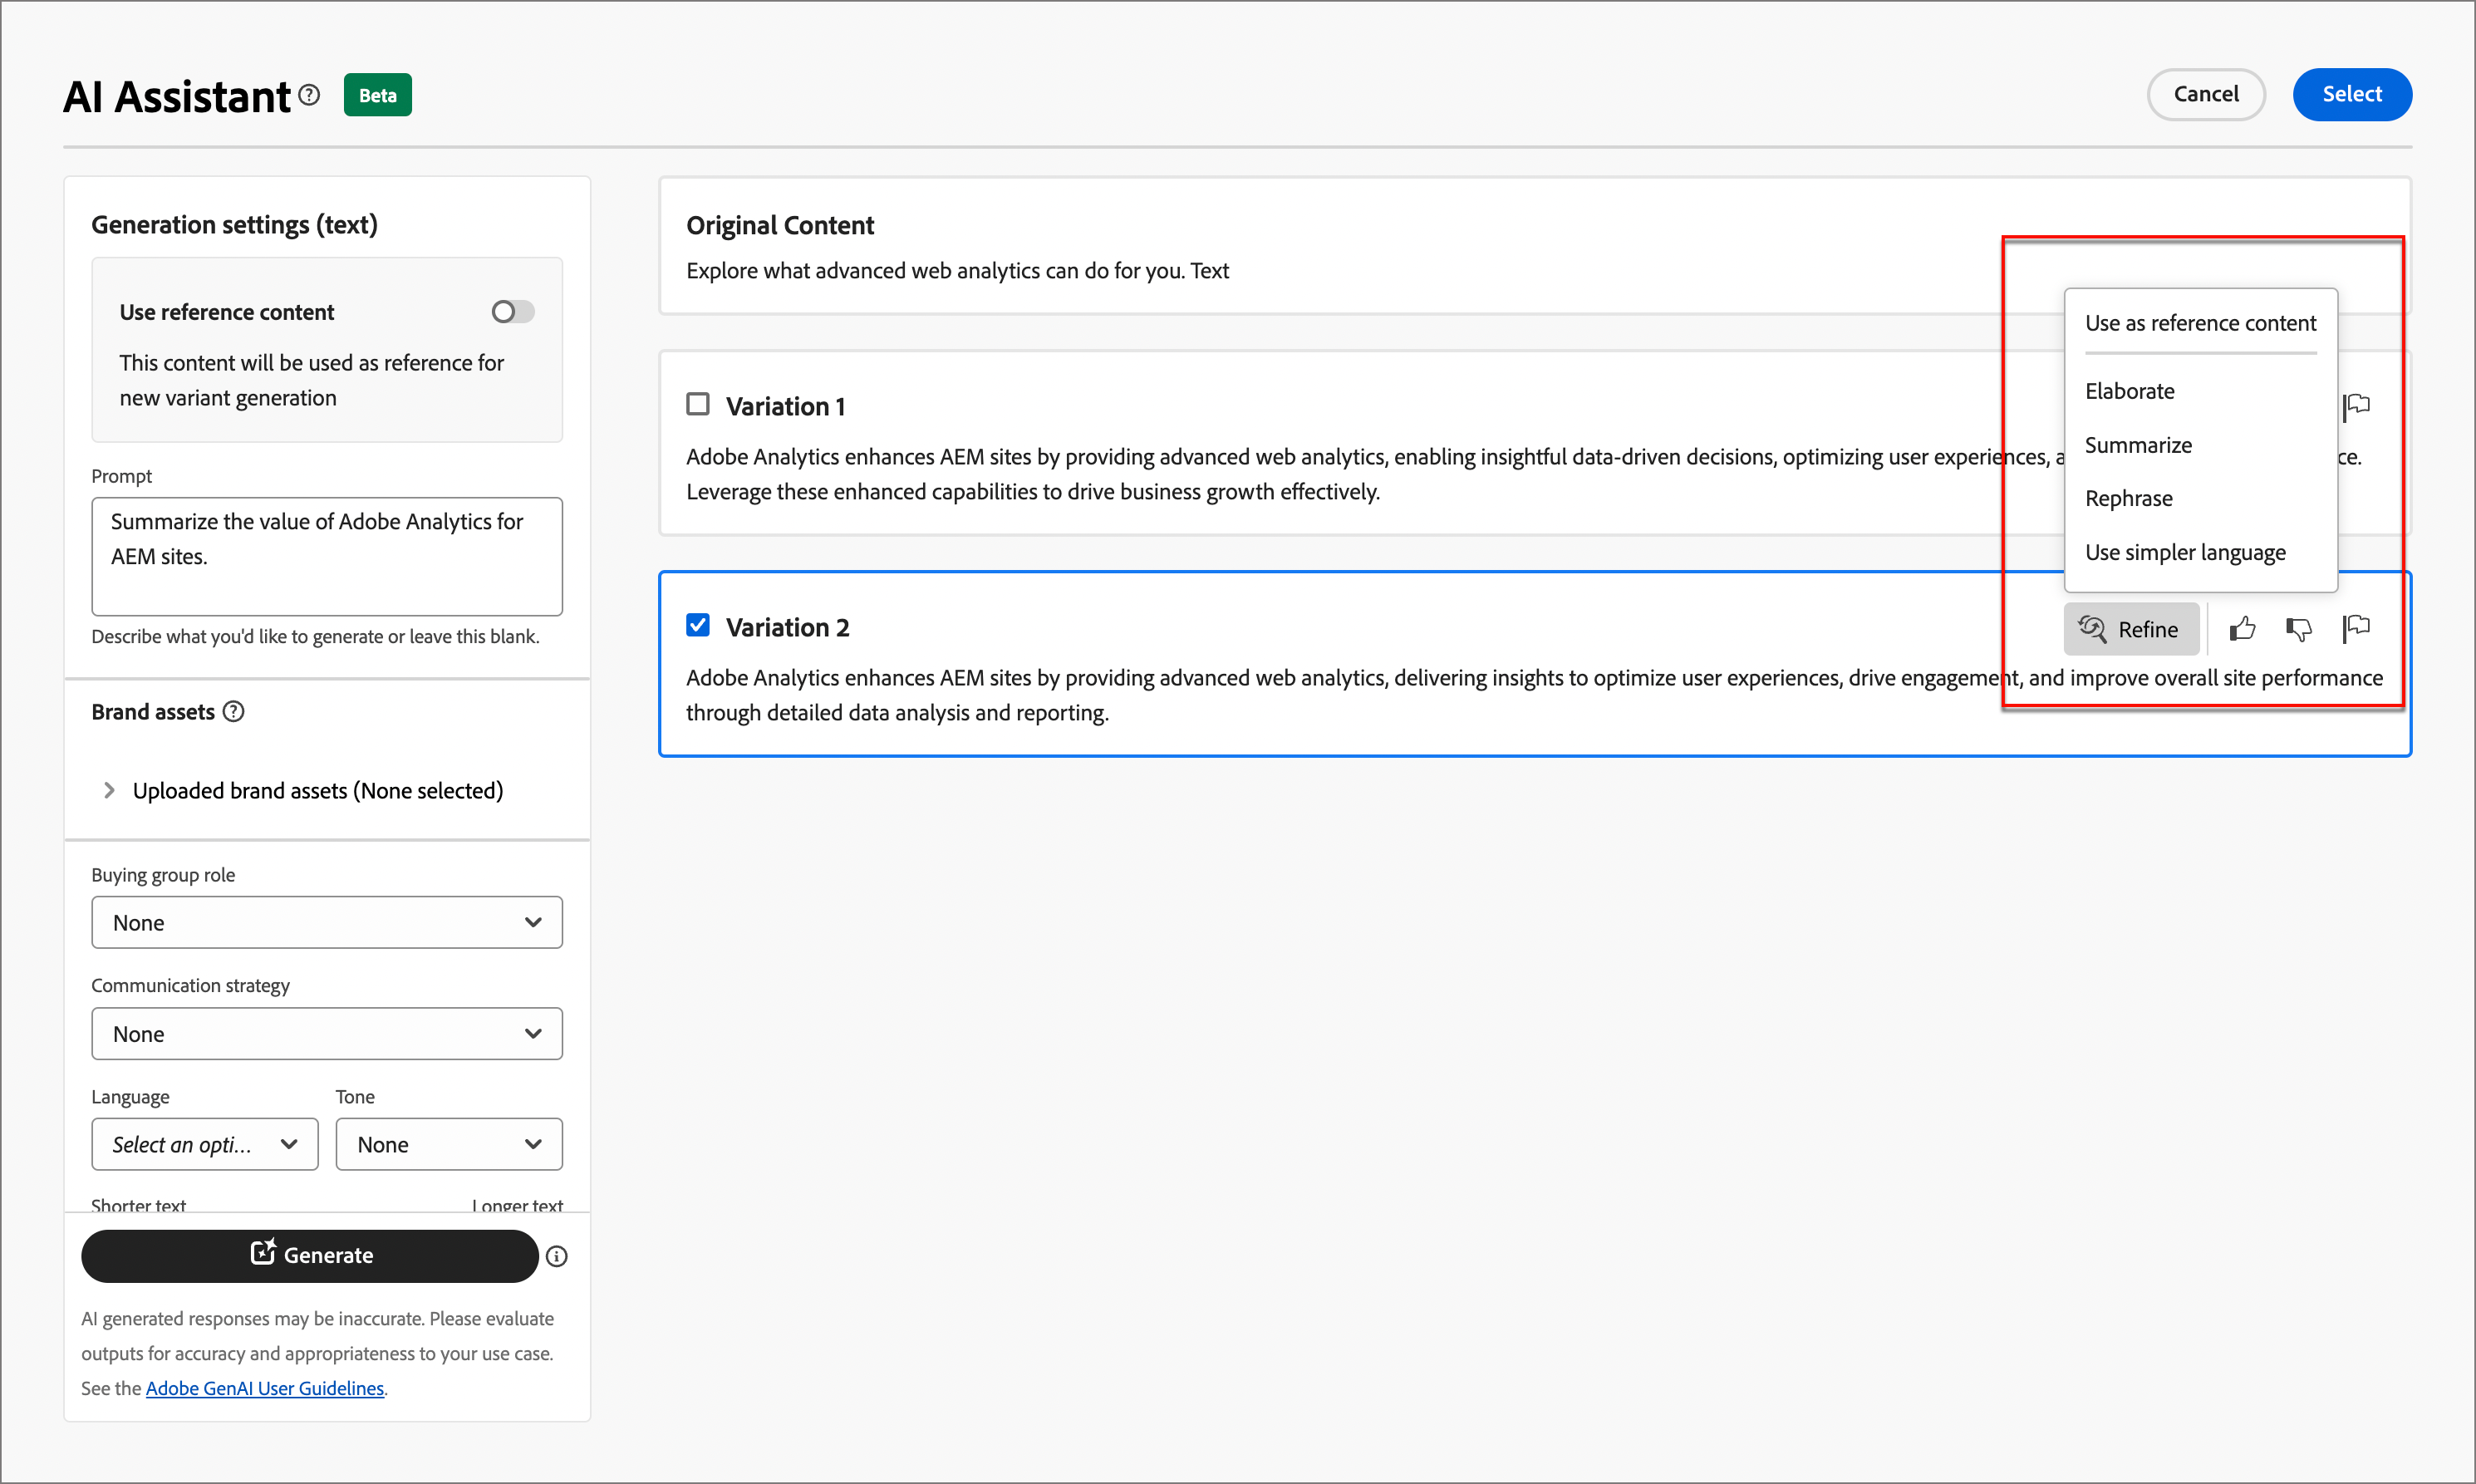 AI Assistant
Beta
Cancel
Select
Generation settings (text)
Use reference content
This content will be used as reference for
new variant generation
Prompt
Summarize the value of Adobe Analytics for
AEM sites.
Describe what you'd like to generate or leave this blank.
Brand assets
Uploaded brand assets (None selected)
Buying group role
None
Communication strategy
None
Language
Tone
Select an opti...
None
Shorter text
Longer text
Generate
AI generated responses may be inaccurate. Please evaluate
outputs for accuracy and appropriateness to your use case.
See the Adobe GenAI User Guidelines.
Original Content
Explore what advanced web analytics can do for you. Text
Variation 1
Adobe Analytics enhances AEM sites by providing advanced web analytics, enabling insightful data-driven decisions, optimizing user experiences,
Leverage these enhanced capabilities to drive business growth effectively.
Use as reference content
Elaborate
Summarize
Rephrase
Use simpler language
Variation 2
Refine
Adobe Analytics enhances AEM sites by providing advanced web analytics, delivering insights to optimize user experiences, drive engagement, and improve overall site performance
through detailed data analysis and reporting.